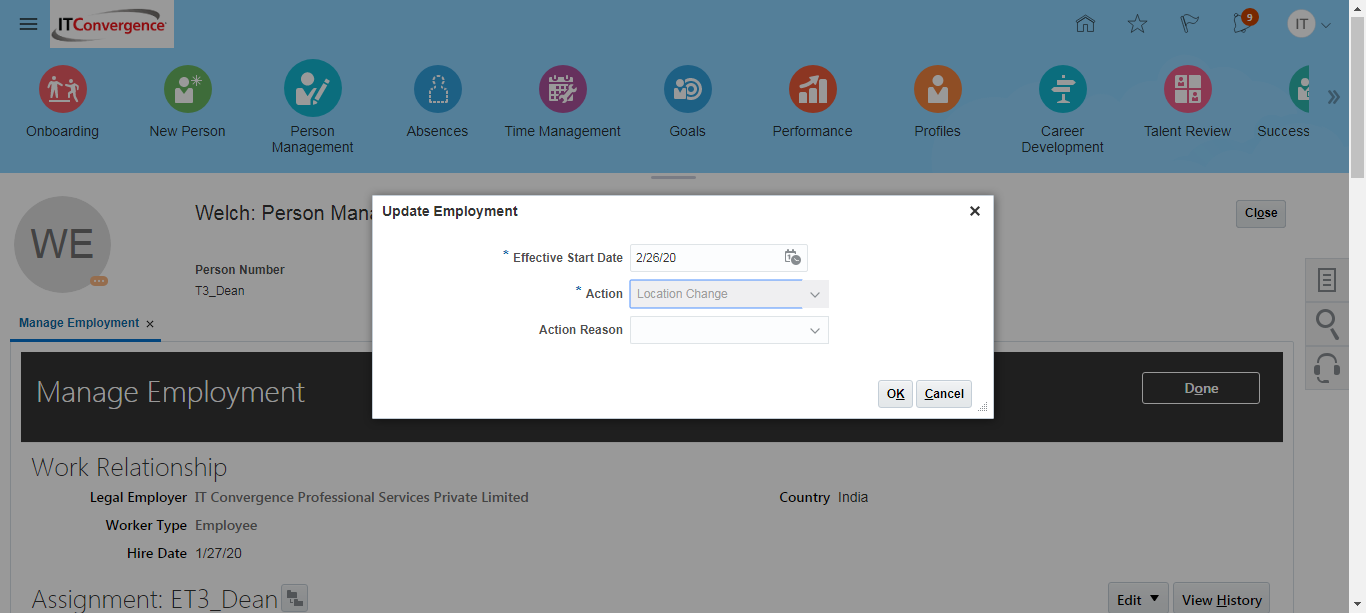 ITConvergence
9
IT
Onboarding
New Person
Person
Management
Absences
Time Management
Goals
Performance
Profiles
Career
Development
Talent Review
Success
WE
Welch: Person Mana
Close
Person Number
T3_Dean
Manage Employment
Update Employment
* Effective Start Date 2/26/20
* Action Location Change
Action Reason
OK Cancel
Manage Employment
Done
Work Relationship
Legal Employer IT Convergence Professional Services Private Limited
Country India
Worker Type Employee
Hire Date 1/27/20
Assignment: ET3_Dean
Edit
View History